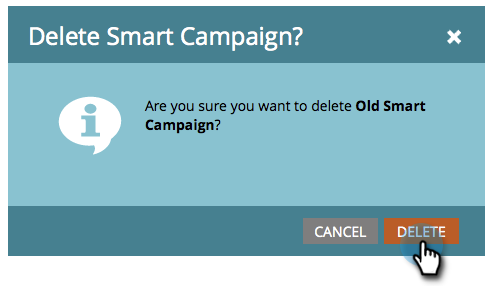 Delete Smart Campaign?
Are you sure you want to delete Old Smart
Campaign?
CANCEL
DELETE